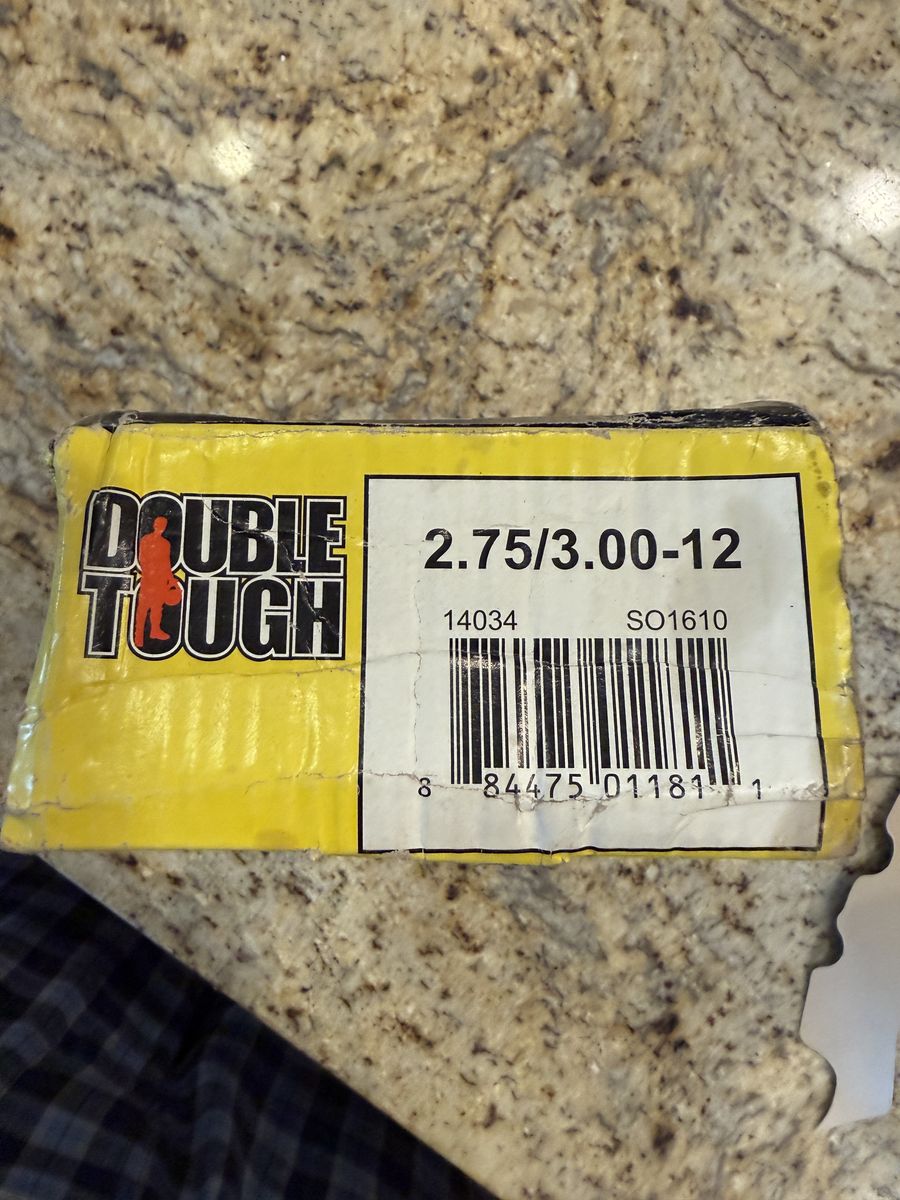 DOUBLE
TOUGH
2.75/3.00-12
14034 SO1610
8 84475 01181 1